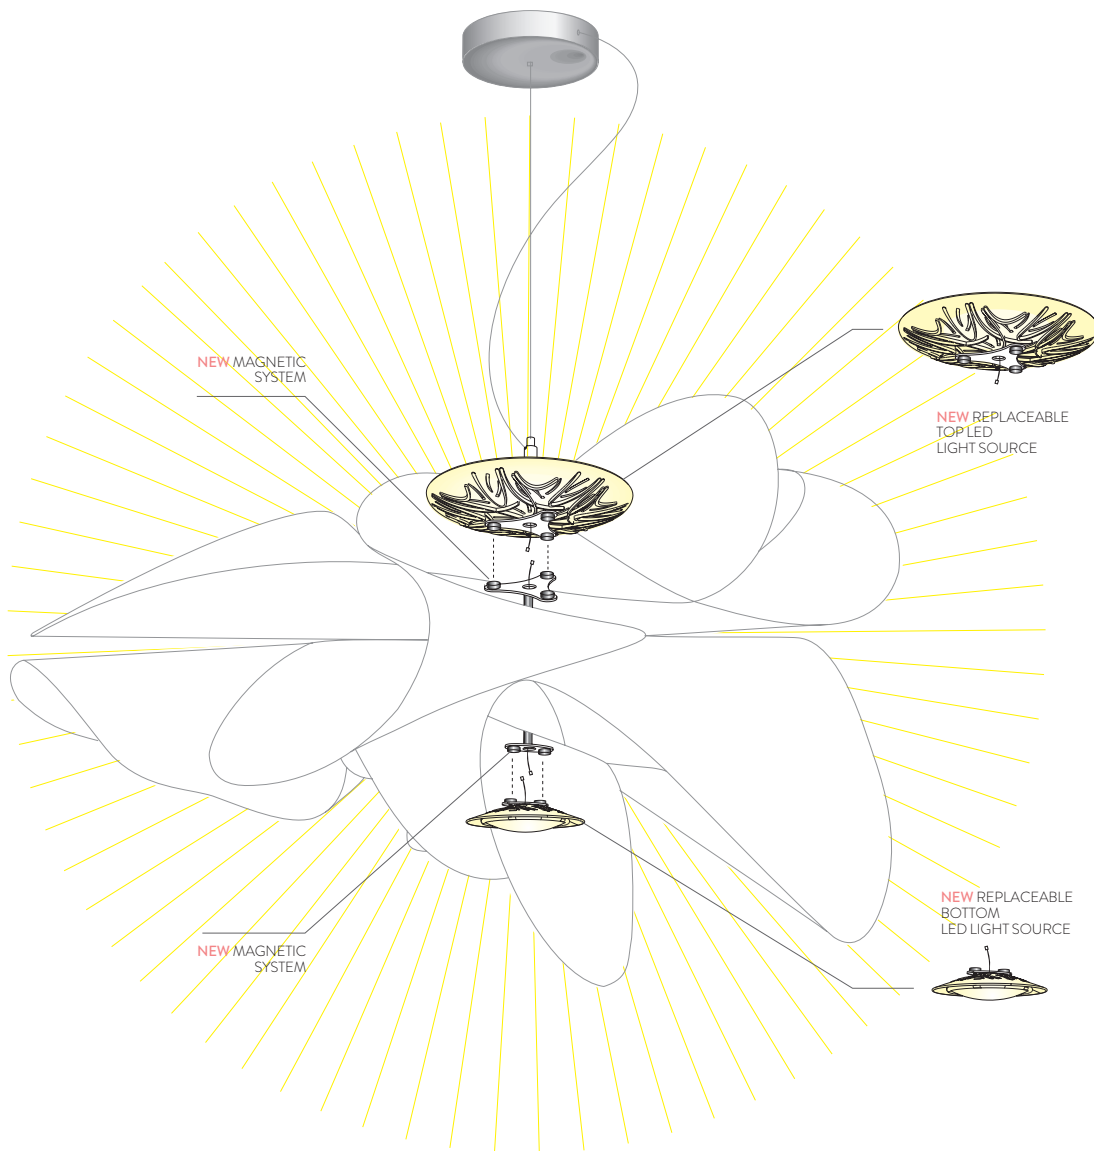 NEW MAGNETIC
SYSTEM
NEW REPLACEABLE
TOP LED
LIGHT SOURCE
NEW REPLACEABLE
BOTTOM
LED LIGHT SOURCE
NEW MAGNETIC
SYSTEM